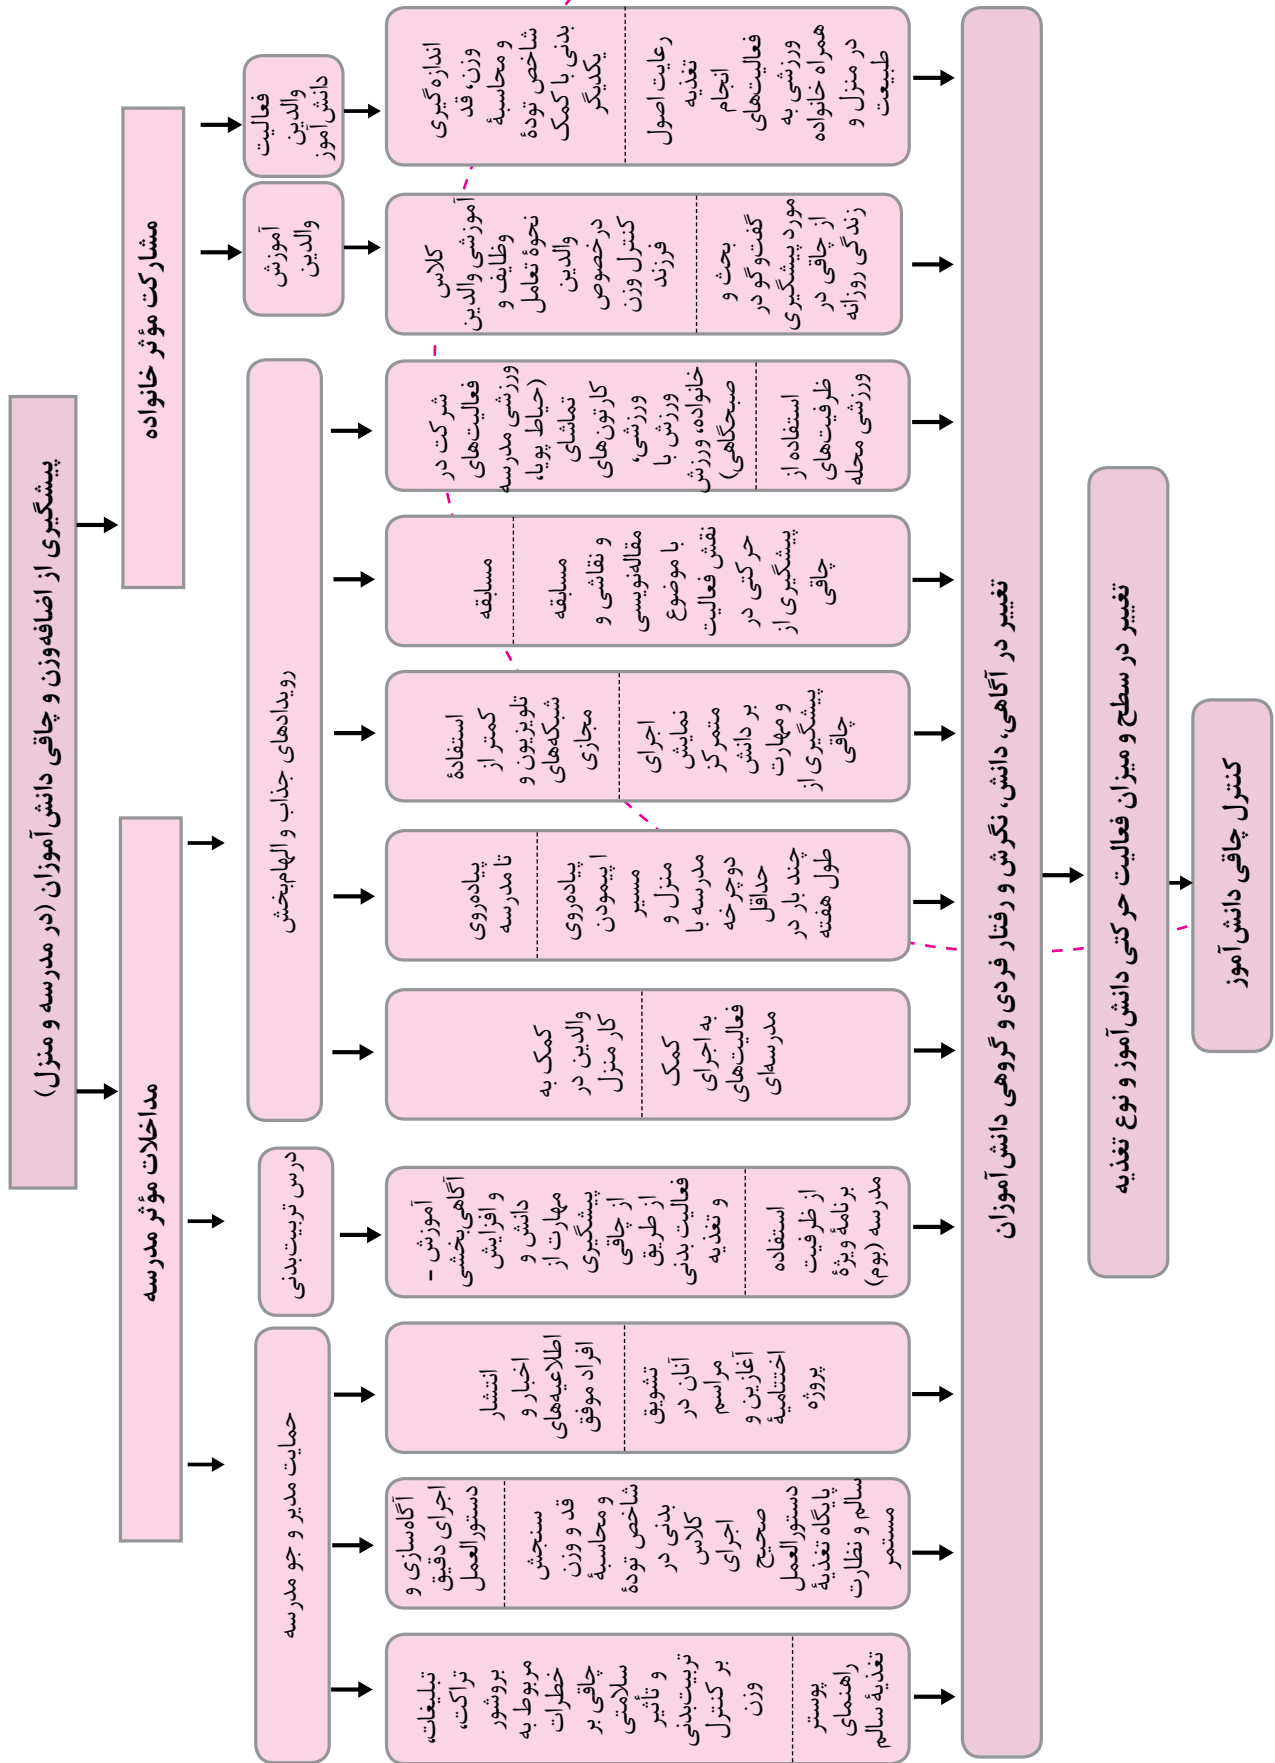 پیشگیری از اضافه‌وزن و چاقی دانش‌آموزان (در مدرسه و منزل)
مشارکت مؤثر خانواده
مداخلات مؤثر مدرسه
فعالیت
والدین
دانش‌آموز
آموزش
والدین
رویدادهای جذاب و الهام‌بخش
درس تربیت‌بدنی
حمایت مدیر و جو مدرسه
اندازه‌گیری
وزن، قد
و محاسبۀ
شاخص تودۀ
بدنی با کمک
یکدیگر
رعایت اصول
تغذیه
انجام
فعالیت‌های
ورزشی به
همراه خانواده
در منزل و
طبیعت
کلاس
آموزشی والدین
وظایف و
نحوۀ تعامل
والدین
درخصوص
کنترل وزن
فرزند
بحث و
گفت‌وگو در
مورد پیشگیری
از چاقی در
زندگی روزانه
شرکت در
فعالیت‌های
ورزشی مدرسه
(حیاط پویا،
تماشای
کارتون‌های
ورزشی،
ورزش با
خانواده، ورزش
صبحگاهی)
استفاده از
ظرفیت‌های
ورزشی محله
مسابقه
مسابقه
و نقاشی و
مقاله‌نویسی
با موضوع
نقش فعالیت
حرکتی در
پیشگیری از
چاقی
استفادۀ
کمتر از
تلویزیون و
شبکه‌های
مجازی
اجرای
نمایش
متمرکز
بر دانش
و مهارت
پیشگیری از
چاقی
پیاده‌روی
تا مدرسه
پیاده‌روی
ا پیمودن
مسیر
منزل و
مدرسه با
دوچرخه
حداقل
چند بار در
طول هفته
کمک به
والدین در
کار منزل
کمک
به اجرای
فعالیت‌های
مدرسه‌ای
آموزش -
آگاهی‌بخشی
و افزایش
دانش و
مهارت از
پیشگیری
از چاقی
از طریق
فعالیت بدنی
و تغذیه
استفاده
از ظرفیت
برنامۀ ویژۀ
مدرسه (بوم)
انتشار
اخبار و
اطلاعیه‌های
افراد موفق
تشویق
آنان در
مراسم
آغازین و
اختتامیۀ
پروژه
آگاه‌سازی و
اجرای دقیق
دستورالعمل
سنجش
قد و وزن
و محاسبۀ
شاخص تودۀ
بدنی در
کلاس
اجرای
صحیح
دستورالعمل
پایگاه تغذیۀ
سالم و نظارت
مستمر
تبلیغات،
تراکت،
بروشور
مربوط به
خطرات
چاقی بر
سلامتی
و تأثیر
تربیت‌بدنی
بر کنترل
وزن
پوستر
راهنمای
تغذیۀ سالم
تغییر در آگاهی، دانش، نگرش و رفتار فردی و گروهی دانش‌آموزان
تغییر در سطح و میزان فعالیت حرکتی دانش‌آموز و نوع تغذیه
کنترل چاقی دانش‌آموز